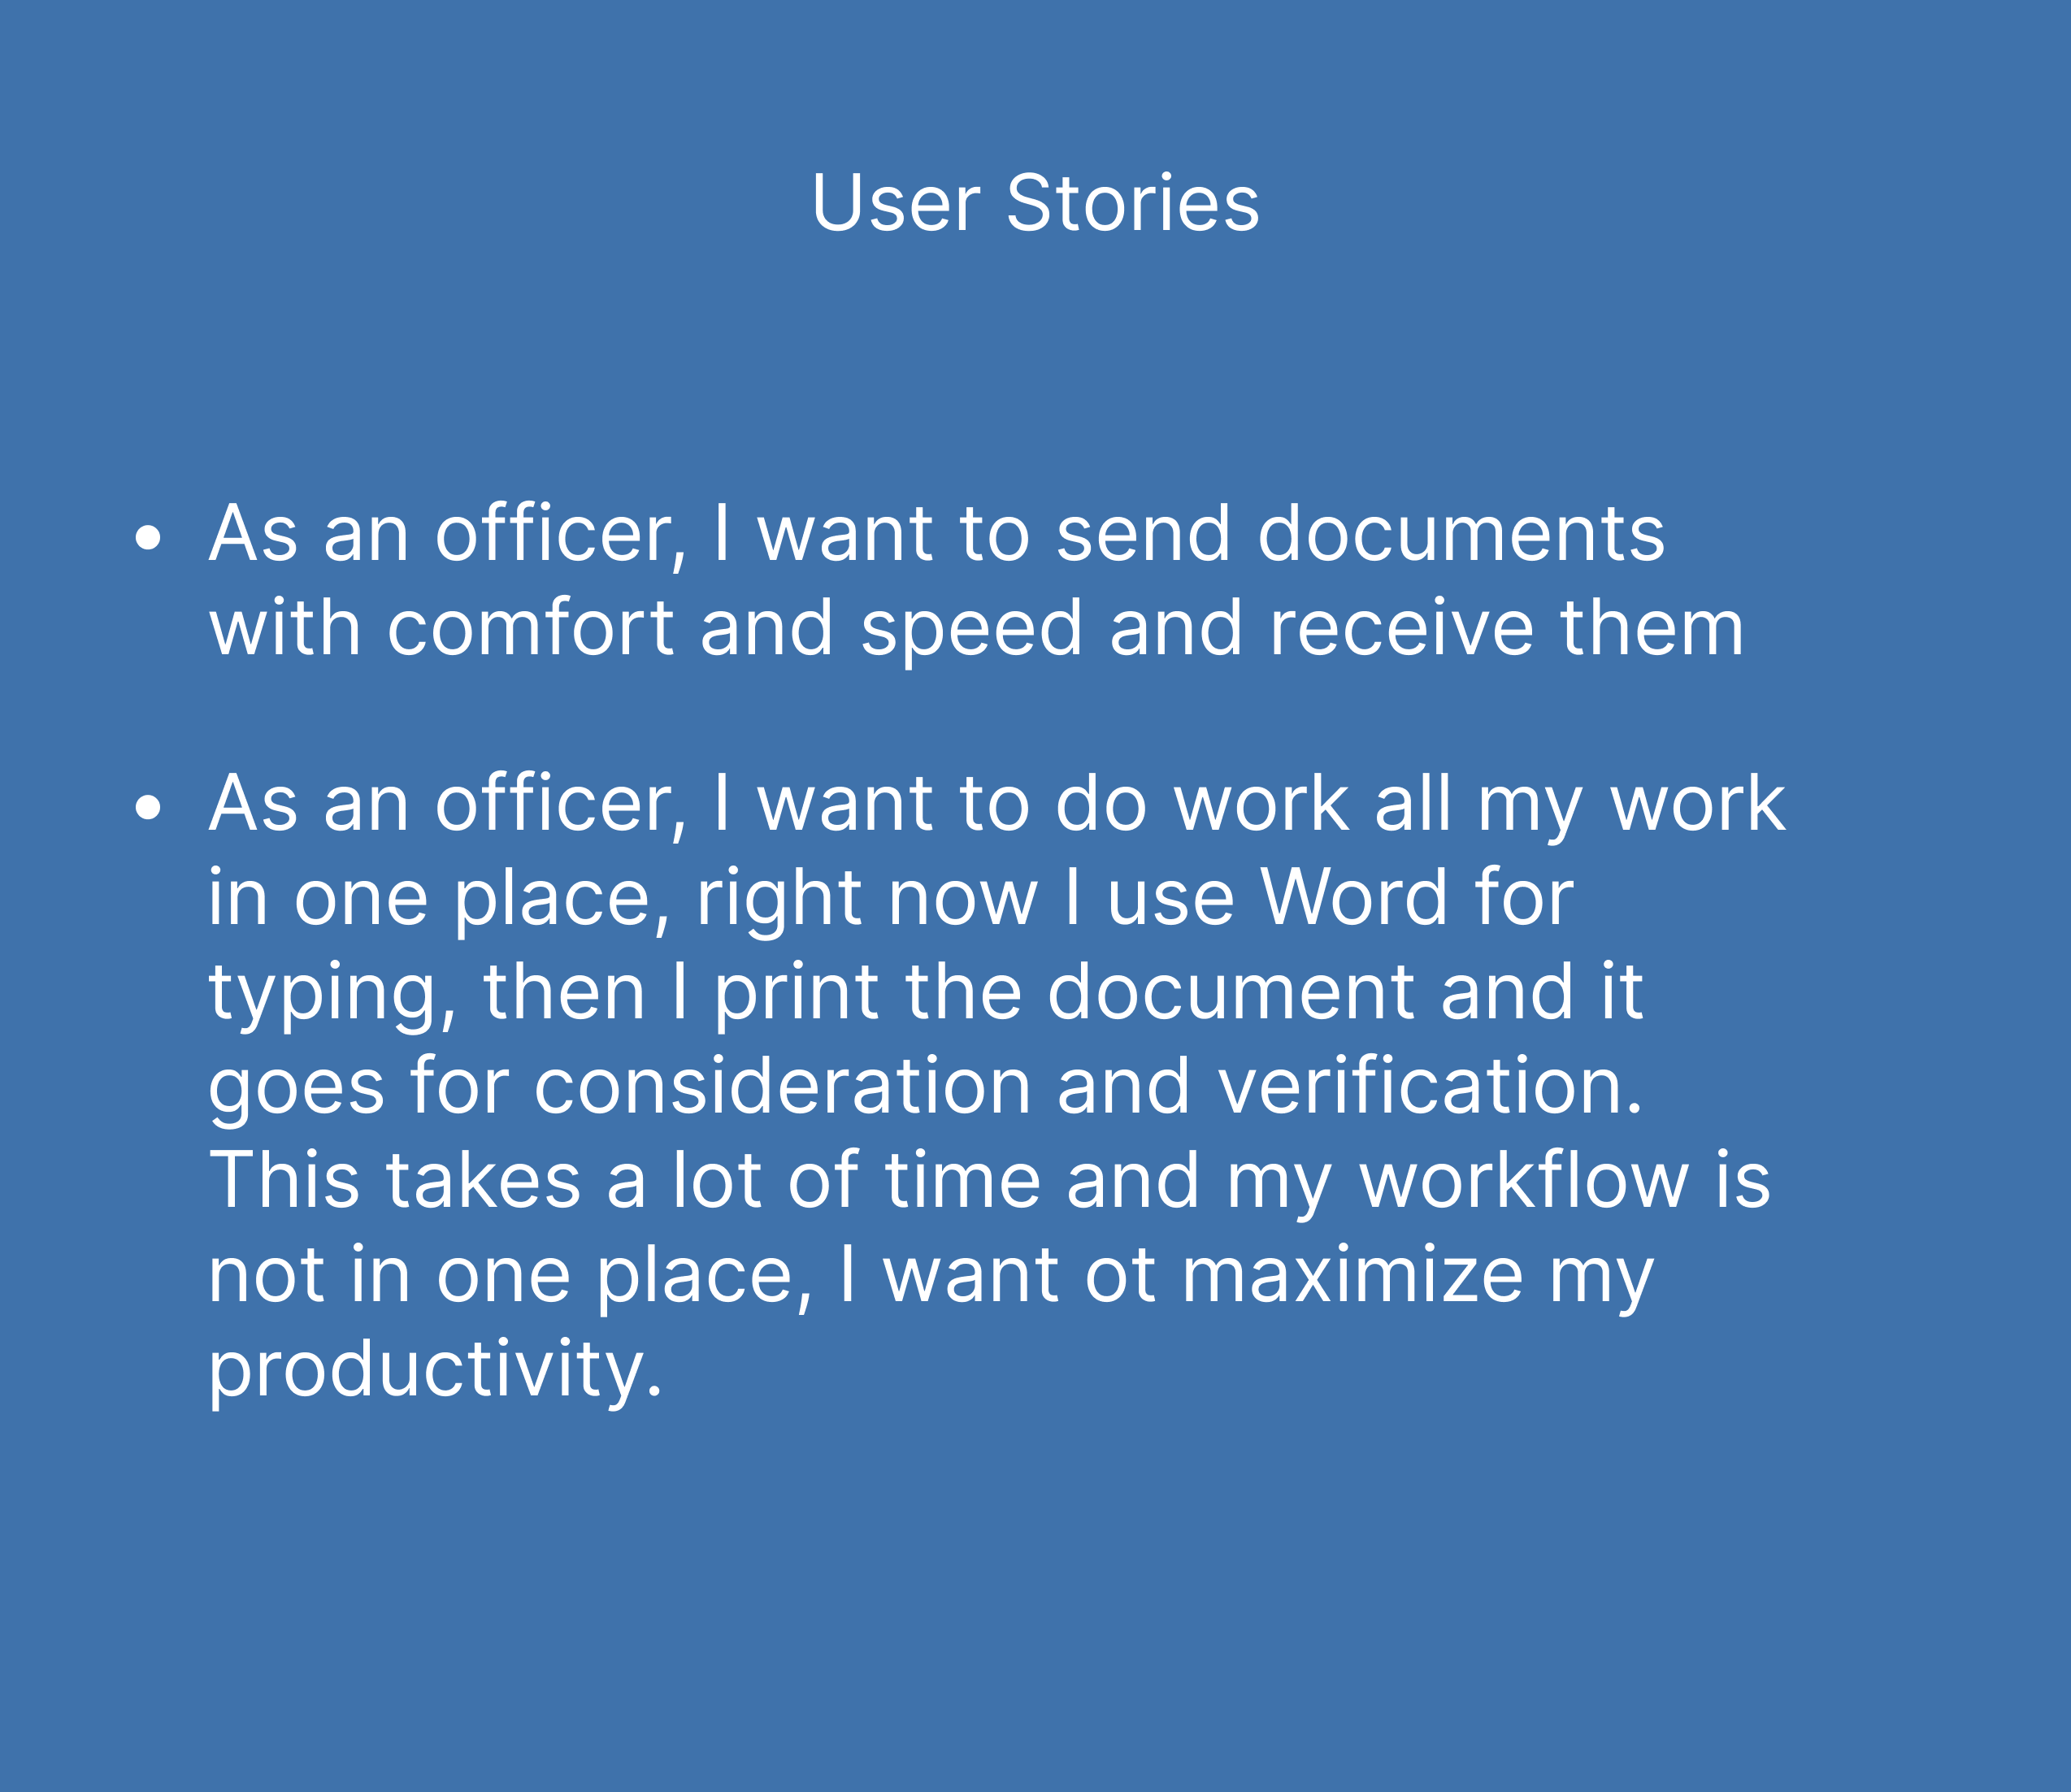 User Stories
• As an officer, I want to send documents
with comfort and speed and receive them
• As an officer, I want to do work all my work
in one place, right now I use Word for
typing, then I print the document and it
goes for consideration and verification.
This takes a lot of time and my workflow is
not in one place, I want ot maximize my
productivity.